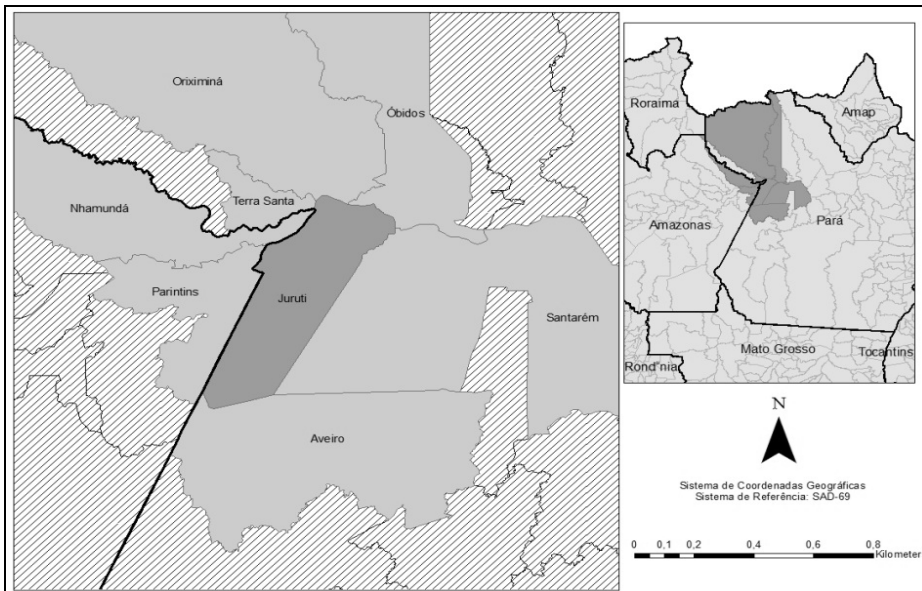 Oriximiná
Óbidos
Terra Santa
Nhamundá
Parintins
Juruti
Santarém
Aveiro
Roraima
Amap
Amazonas
Pará
Mato Grosso
Tocantins
Rond"nia
N
Sistema de Coordenadas Geográficas
Sistema de Referência: SAD-69
0 0,1 0,2 0,4 0,6 0,8
Kilometer